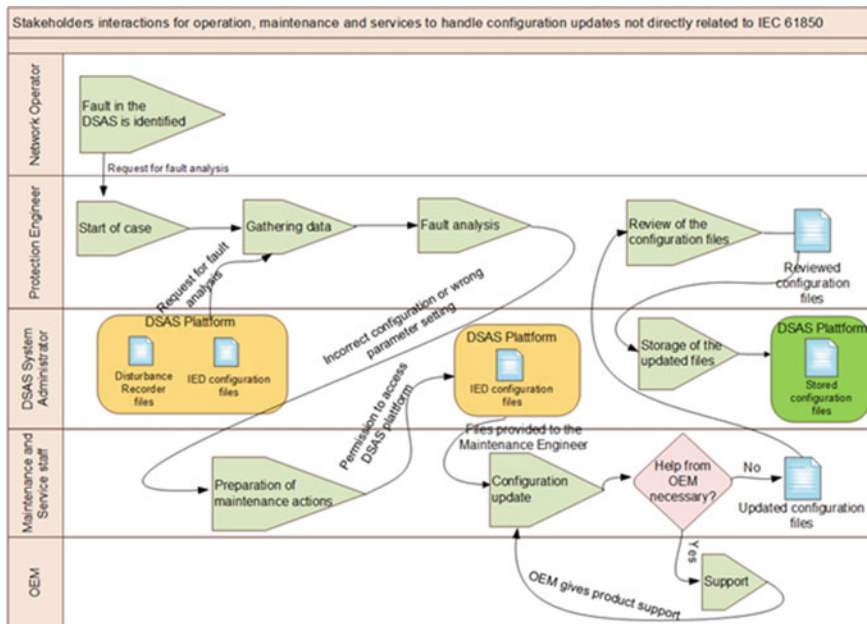 Stakeholders interactions for operation, maintenance and services to handle configuration updates not directly related to IEC 61850
Network Operator
Fault in the
DSAS is identified
Request for fault analysis
Protection Engineer
Start of case
Gathering data
Fault analysis
Review of the
configuration files
Reviewed
configuration
files
Request for fault
analysis
Incorrect configuration or wrong
parameter setting
DSAS System
Administrator
DSAS Plattform
Disturbance
Recorder
files
IED configuration
files
Permission to access
DSAS plattform
DSAS Plattform
IED configuration
files
Storage of the
updated files
DSAS Plattform
Stored
configuration
files
Files provided to the
Maintenance Engineer
Maintenance and
Service staff
Preparation of
maintenance actions
Configuration
update
Help from
OEM
necessary?
No
Updated configuration
files
Yes
OEM
OEM gives product support
Support